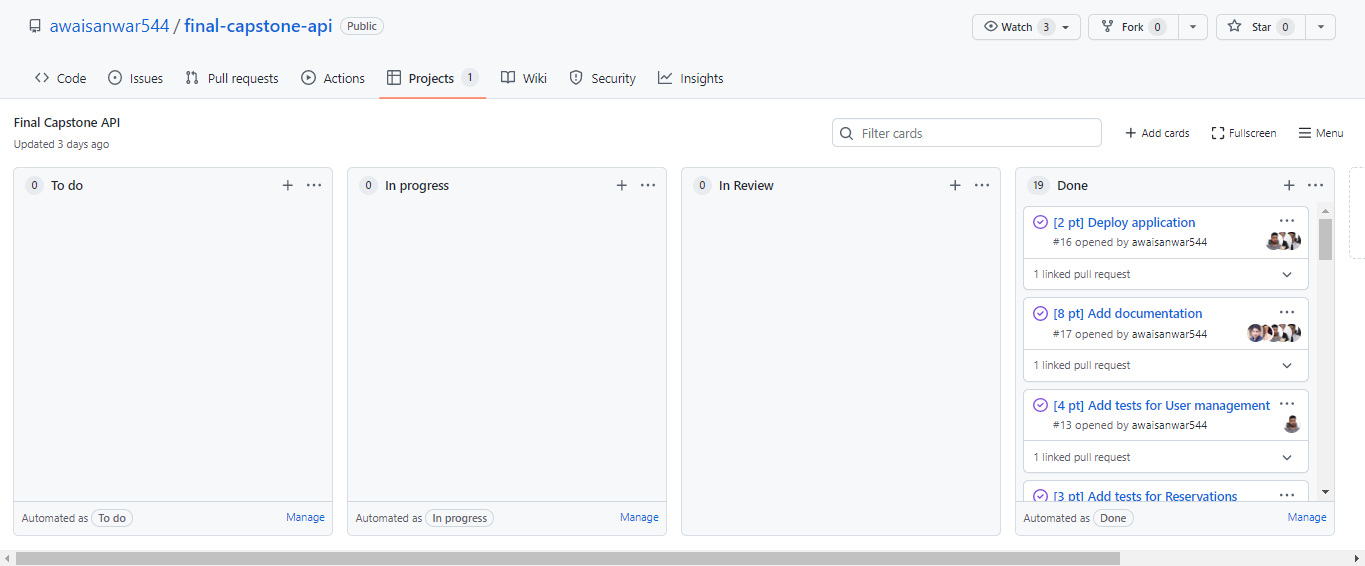 awaisanwar544 / final-capstone-api Public
Watch 3 Fork 0 Star 0
Code Issues Pull requests Actions Projects 1 Wiki Security Insights
Final Capstone API
Updated 3 days ago
Filter cards
Add cards Fullscreen Menu
0 To do
Automated as To do Manage
0 In progress
Automated as In progress Manage
0 In Review
19 Done
[2 pt] Deploy application
#16 opened by awaisanwar544
1 linked pull request
[8 pt] Add documentation
#17 opened by awaisanwar544
1 linked pull request
[4 pt] Add tests for User management
#13 opened by awaisanwar544
1 linked pull request
[3 pt] Add tests for Reservations
Automated as Done Manage